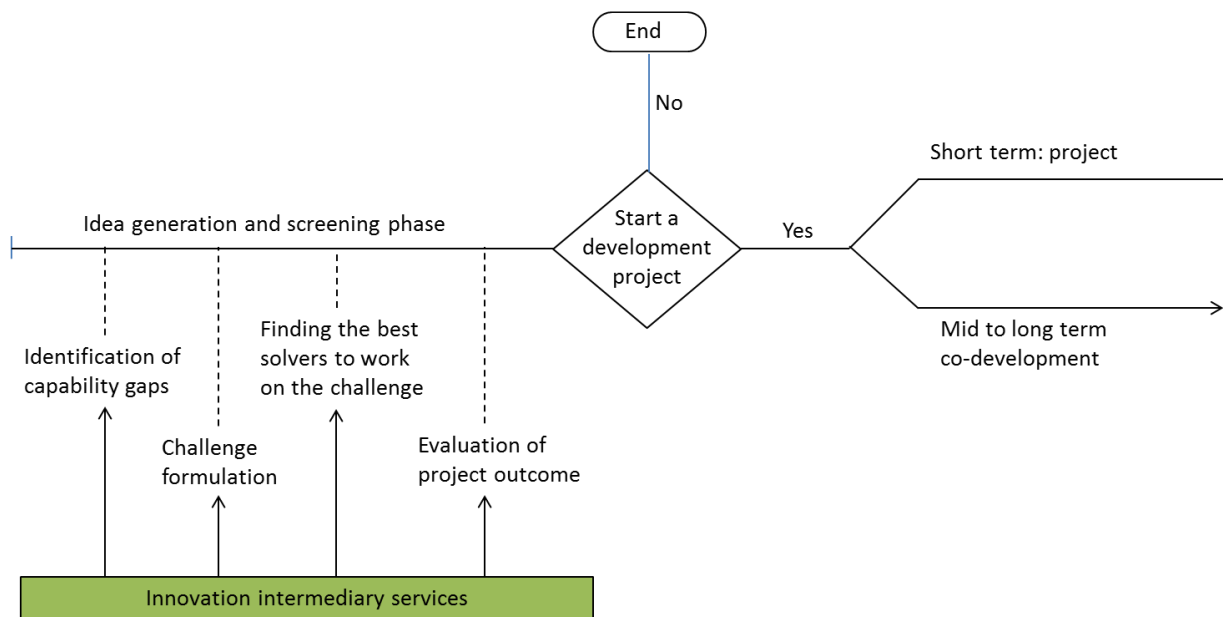 End
No
Short term: project
Idea generation and screening phase
Start a
development
project
Yes
Finding the best
solvers to work
on the challenge
Mid to long term
co-development
Identification of
capability gaps
Challenge
formulation
Evaluation of
project outcome
Innovation intermediary services